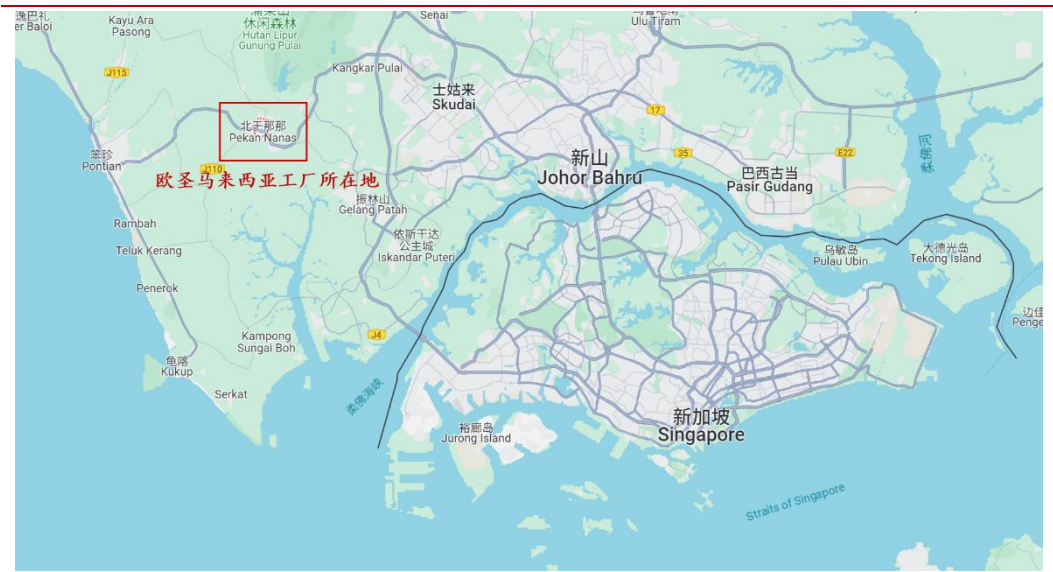 逸巴礼
er Baloi
Kayu Ara
Pasong
休闲森林
Hutan Lipur
Gunung Pulai
Senai
Ulu Tiram
J115
Kangkar Pulai
士姑来
Skudai
17
北干那那
Pekan Nanas
笨珍
Pontian
J110
欧圣马来西亚工厂所在地
新山
Johor Bahru
35
E22
柔佛河
巴西古当
Pasir Gudang
振林山
Gelang Patah
Rambah
依斯干达
公主城
Iskandar Puteri
Teluk Kerang
乌敏岛
Pulau Ubin
大德光岛
Tekong Island
Penerok
边佳
Penge
J4
Kampong
Sungai Boh
龟咯
Kukup
Serkat
柔佛海峡
裕廊岛
Jurong Island
新加坡
Singapore
Straits of Singapore